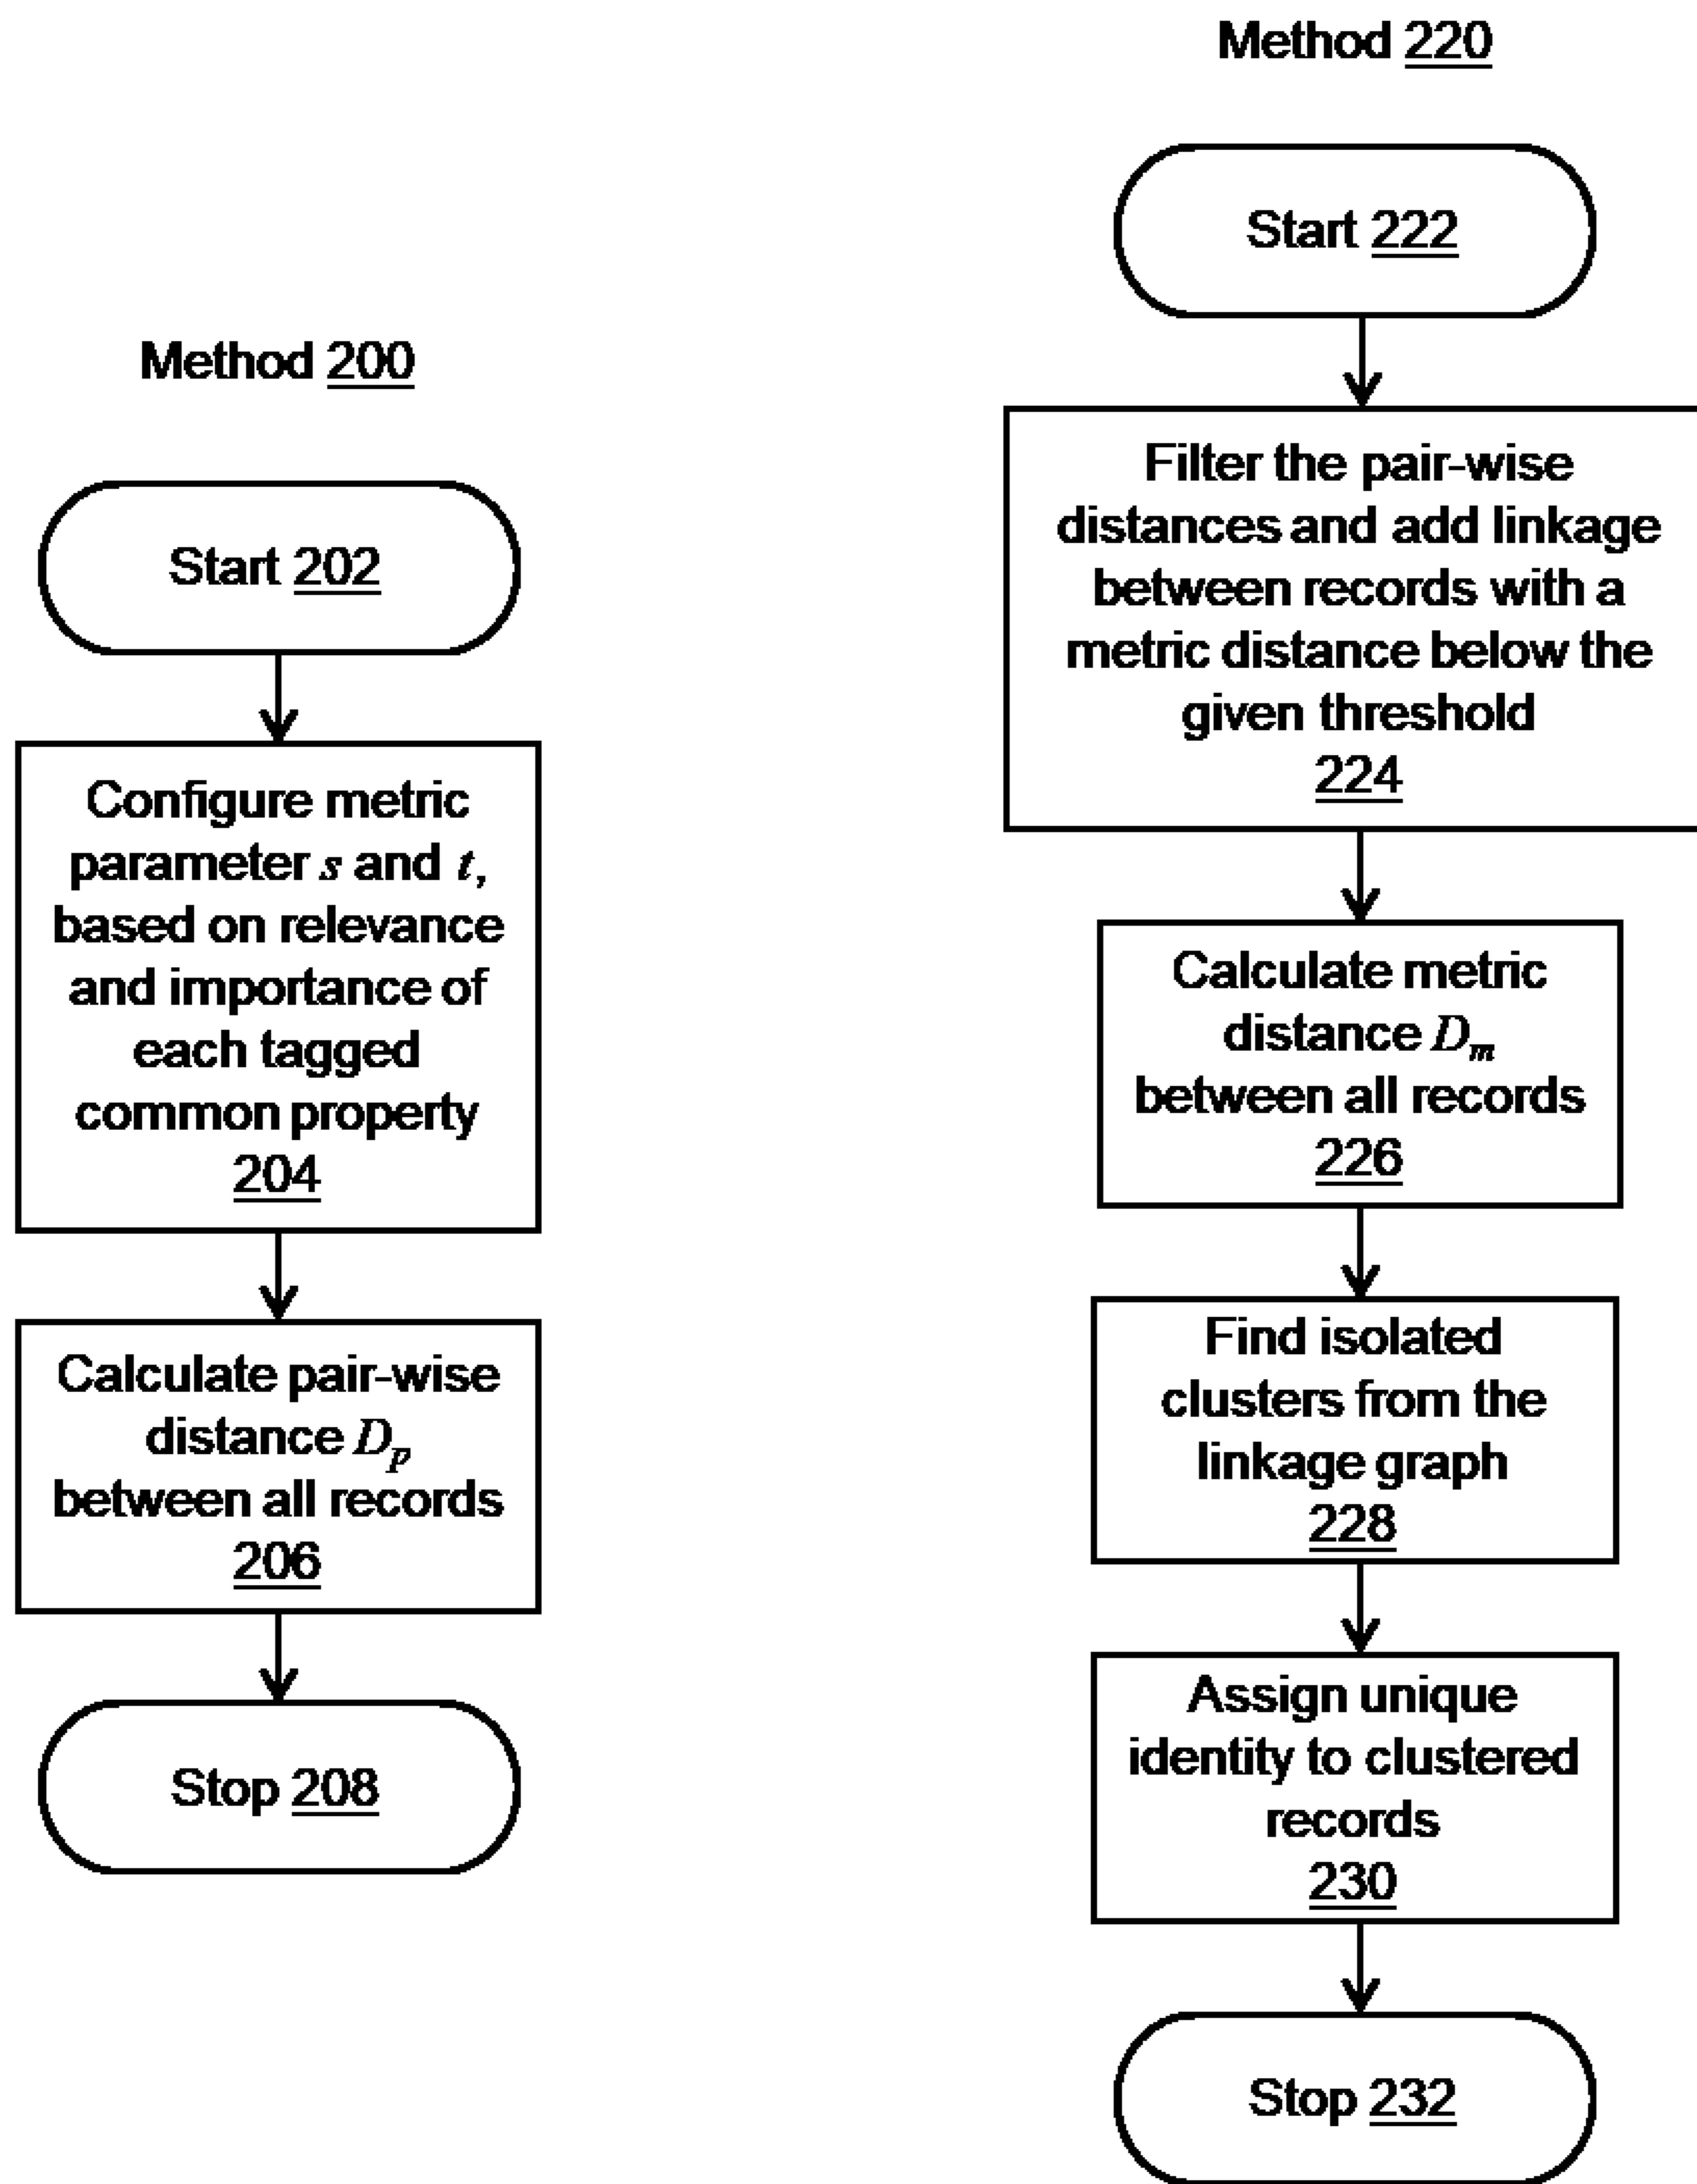 Method 200
Start 202
Configure metric
parameter s and t,
based on relevance
and importance of
each tagged
common property
204
Calculate pair-wise
distance Dp
between all records
206
Stop 208
Method 220
Start 222
Filter the pair-wise
distances and add linkage
between records with a
metric distance below the
given threshold
224
Calculate metric
distance Dm
between all records
226
Find isolated
clusters from the
linkage graph
228
Assign unique
identity to clustered
records
230
Stop 232